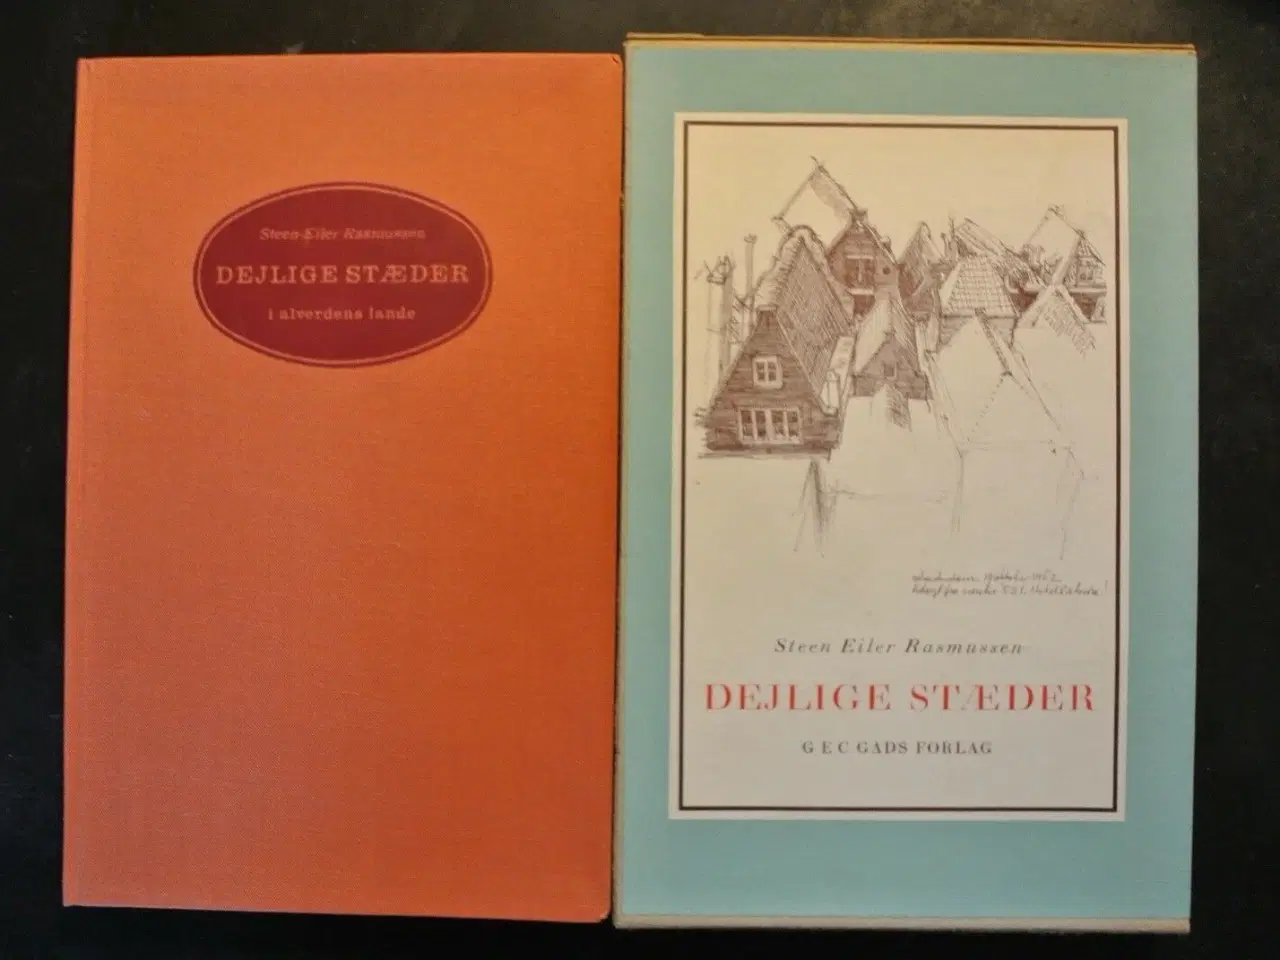 Steen Eiler Rasmussen
DEJLIGE STÆDER
i alverdens lande
Steen Eiler Rasmussen
DEJLIGE STÆDER
G E C GADS FORLAG